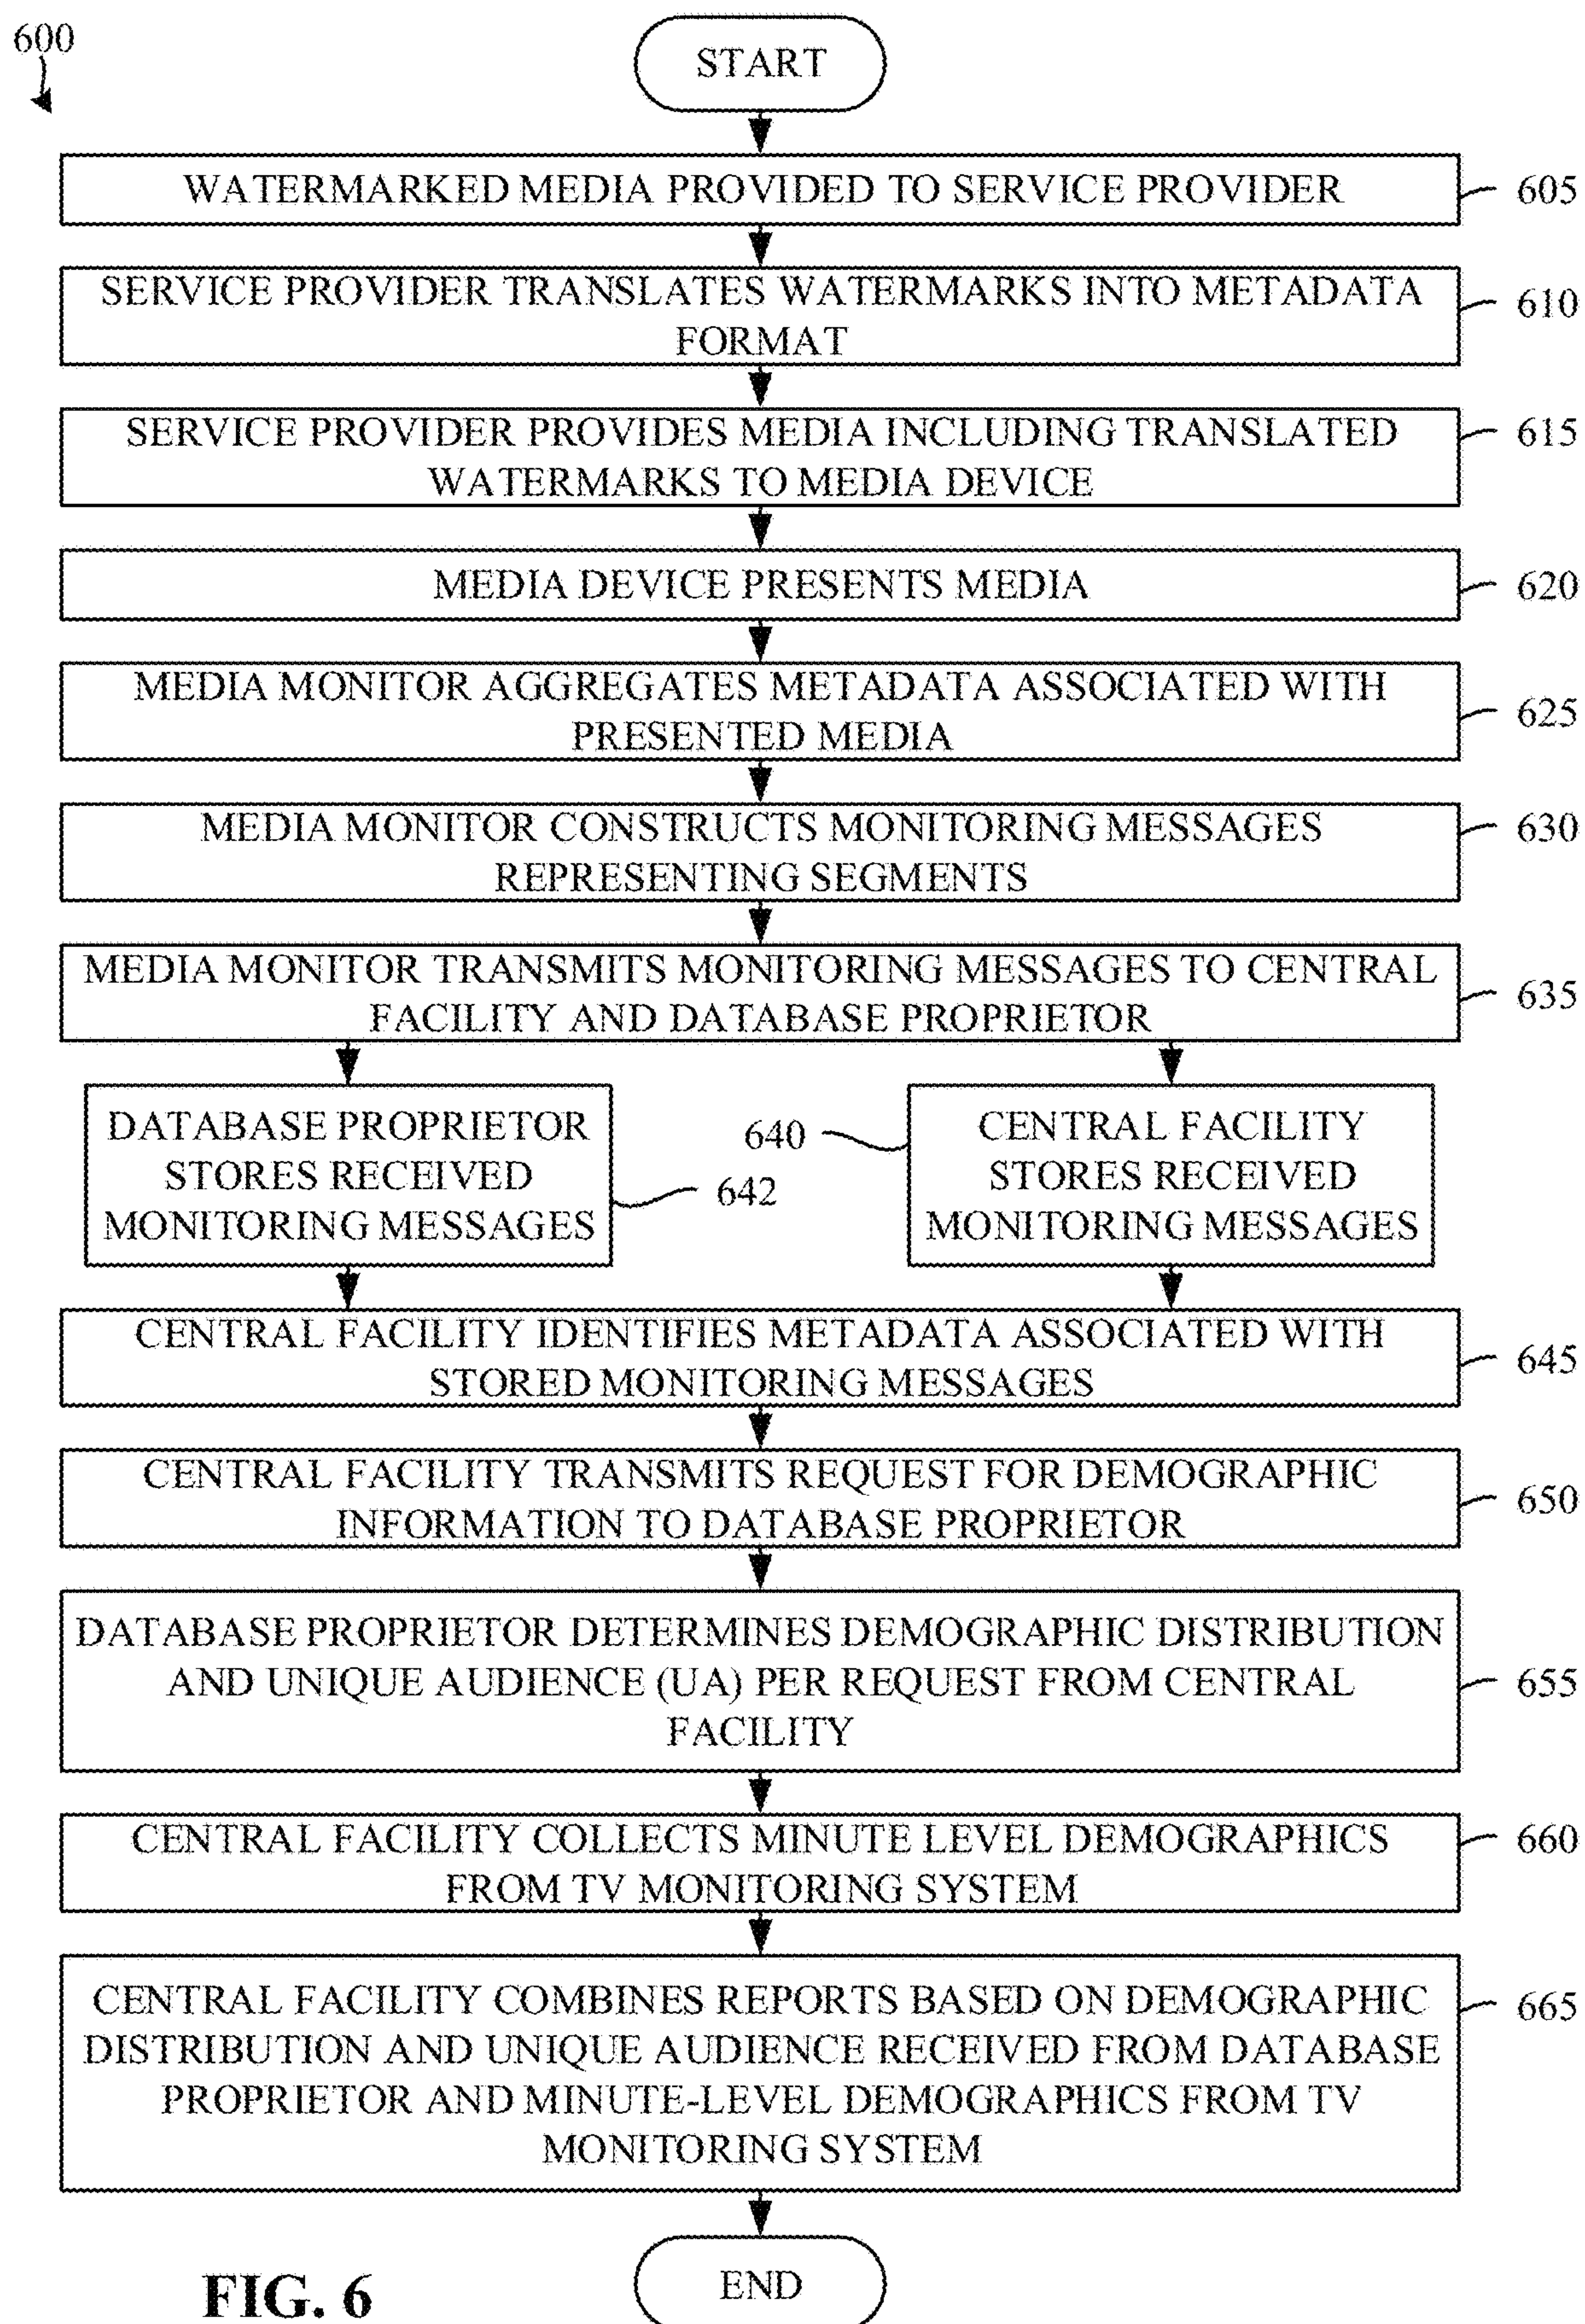 600
START
WATERMARKED MEDIA PROVIDED TO SERVICE PROVIDER
605
SERVICE PROVIDER TRANSLATES WATERMARKS INTO METADATA
FORMAT
610
SERVICE PROVIDER PROVIDES MEDIA INCLUDING TRANSLATED
WATERMARKS TO MEDIA DEVICE
615
MEDIA DEVICE PRESENTS MEDIA
620
MEDIA MONITOR AGGREGATES METADATA ASSOCIATED WITH
PRESENTED MEDIA
625
MEDIA MONITOR CONSTRUCTS MONITORING MESSAGES
REPRESENTING SEGMENTS
630
MEDIA MONITOR TRANSMITS MONITORING MESSAGES TO CENTRAL
FACILITY AND DATABASE PROPRIETOR
635
DATABASE PROPRIETOR
STORES RECEIVED
MONITORING MESSAGES
642
640
CENTRAL FACILITY
STORES RECEIVED
MONITORING MESSAGES
CENTRAL FACILITY IDENTIFIES METADATA ASSOCIATED WITH
STORED MONITORING MESSAGES
645
CENTRAL FACILITY TRANSMITS REQUEST FOR DEMOGRAPHIC
INFORMATION TO DATABASE PROPRIETOR
650
DATABASE PROPRIETOR DETERMINES DEMOGRAPHIC DISTRIBUTION
AND UNIQUE AUDIENCE (UA) PER REQUEST FROM CENTRAL
FACILITY
655
CENTRAL FACILITY COLLECTS MINUTE LEVEL DEMOGRAPHICS
FROM TV MONITORING SYSTEM
660
CENTRAL FACILITY COMBINES REPORTS BASED ON DEMOGRAPHIC
DISTRIBUTION AND UNIQUE AUDIENCE RECEIVED FROM DATABASE
PROPRIETOR AND MINUTE-LEVEL DEMOGRAPHICS FROM TV
MONITORING SYSTEM
665
END
FIG. 6